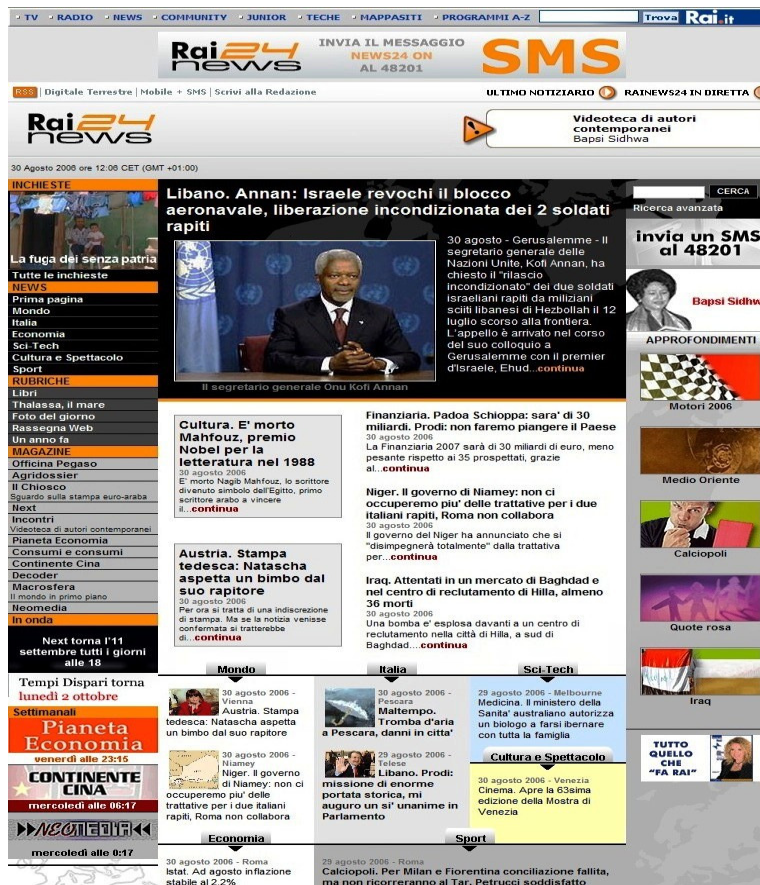 TV RADIO NEWS COMMUNITY JUNIOR TECHE MAPPASITI PROGRAMMI A-Z Trova Rai.it
Rai 24 news
INVIA IL MESSAGGIO
NEWS24 ON
AL 48201
SMS
RSS | Digitale Terrestre | Mobile + SMS | Scrivi alla Redazione
ULTIMO NOTIZIARIO RAINEWS24 IN DIRETTA
Rai 24 news
Videoteca di autori
contemporanei
Bapsi Sidhwa
30 Agosto 2006 ore 12:06 CET (GMT +01:00)
INCHIESTE
La fuga dei senza patria
Tutte le inchieste
NEWS
Prima pagina
Mondo
Italia
Economia
Sci-Tech
Cultura e Spettacolo
Sport
RUBRICHE
Libri
Thalassa, il mare
Foto del giorno
Rassegna Web
Un anno fa
MAGAZINE
Officina Pegaso
Agridossier
Il Chiosco
Sguardo sulla stampa euro-araba
Next
Incontri
Videoteca di autori contemporanei
Pianeta Economia
Consumi e consumi
Continente Cina
Decoder
Macrosfera
Il mondo in primo piano
Neomedia
In onda
Next torna l'11
settembre tutti i giorni
alle 18
Tempi Dispari torna
lunedì 2 ottobre
Settimanali
Pianeta
Economia
venerdì alle 23:15
CONTINENTE
CINA
mercoledì alle 06:17
NEOMEDIA
mercoledì alle 0:17
Libano. Annan: Israele revochi il blocco
aeronavale, liberazione incondizionata dei 2 soldati
rapiti
30 agosto - Gerusalemme - Il
segretario generale delle
Nazioni Unite, Kofi Annan, ha
chiesto il "rilascio
incondizionato" dei due soldati
israeliani rapiti da miliziani
sciiti libanesi di Hezbollah il 12
luglio scorso alla frontiera.
L'appello è arrivato nel corso
del suo colloquio a
Gerusalemme con il premier
d'Israele, Ehud...continua
Il segretario generale Onu Kofi Annan
Cultura. E' morto
Mahfouz, premio
Nobel per la
letteratura nel 1988
30 agosto 2006
E' morto Nagib Mahfouz, lo scrittore
divenuto simbolo dell'Egitto, primo
scrittore arabo a vincere
il...continua
Austria. Stampa
tedesca: Natascha
aspetta un bimbo dal
suo rapitore
30 agosto 2006
Per ora si tratta di una indiscrezione
di stampa. Ma se la notizia venisse
confermata si tratterebbe
di...continua
Finanziaria. Padoa Schioppa: sara' di 30
miliardi. Prodi: non faremo piangere il Paese
30 agosto 2006
La Finanziaria 2007 sarà di 30 miliardi di euro, meno
pesante rispetto ai 35 prospettati, grazie
al...continua
Niger. Il governo di Niamey: non ci
occuperemo piu' delle trattative per i due
italiani rapiti, Roma non collabora
30 agosto 2006
Il governo del Niger ha annunciato che si
"disimpegnerà totalmente" dalla trattativa
per...continua
Iraq. Attentati in un mercato di Baghdad e
nel centro di reclutamento di Hilla, almeno
36 morti
30 agosto 2006
Una bomba e' esplosa davanti a un centro di
reclutamento nella città di Hilla, a sud di
Baghdad....continua
Mondo
30 agosto 2006 -
Vienna
Austria. Stampa
tedesca: Natascha aspetta
un bimbo dal suo rapitore
30 agosto 2006 -
Niamey
Niger. Il governo
di Niamey: non ci
occuperemo piu' delle
trattative per i due italiani
rapiti, Roma non collabora
Italia
30 agosto 2006 -
Pescara
Maltempo.
Tromba d'aria
a Pescara, danni in citta'
29 agosto 2006 -
Telese
Libano. Prodi:
missione di enorme
portata storica, mi
auguro un si' unanime in
Parlamento
Sci-Tech
29 agosto 2006 - Melbourne
Medicina. Il ministero della
Sanita' australiano autorizza
un biologo a farsi ibernare
con tutta la famiglia
Cultura e Spettacolo
30 agosto 2006 - Venezia
Cinema. Apre la 63sima
edizione della Mostra di
Venezia
Economia
30 agosto 2006 - Roma
Istat. Ad agosto inflazione
stabile al 2,2%
Sport
29 agosto 2006 - Roma
Calciopoli. Per Milan e Fiorentina conciliazione fallita,
ma non ricorreranno al Tar. Petrucci soddisfatto
CERCA
Ricerca avanzata
invia un SMS
al 48201
Bapsi Sidhw
APPROFONDIMENTI
Motori 2006
Medio Oriente
Calciopoli
Quote rosa
Iraq
TUTTO
QUELLO
CHE
"FA RAI"